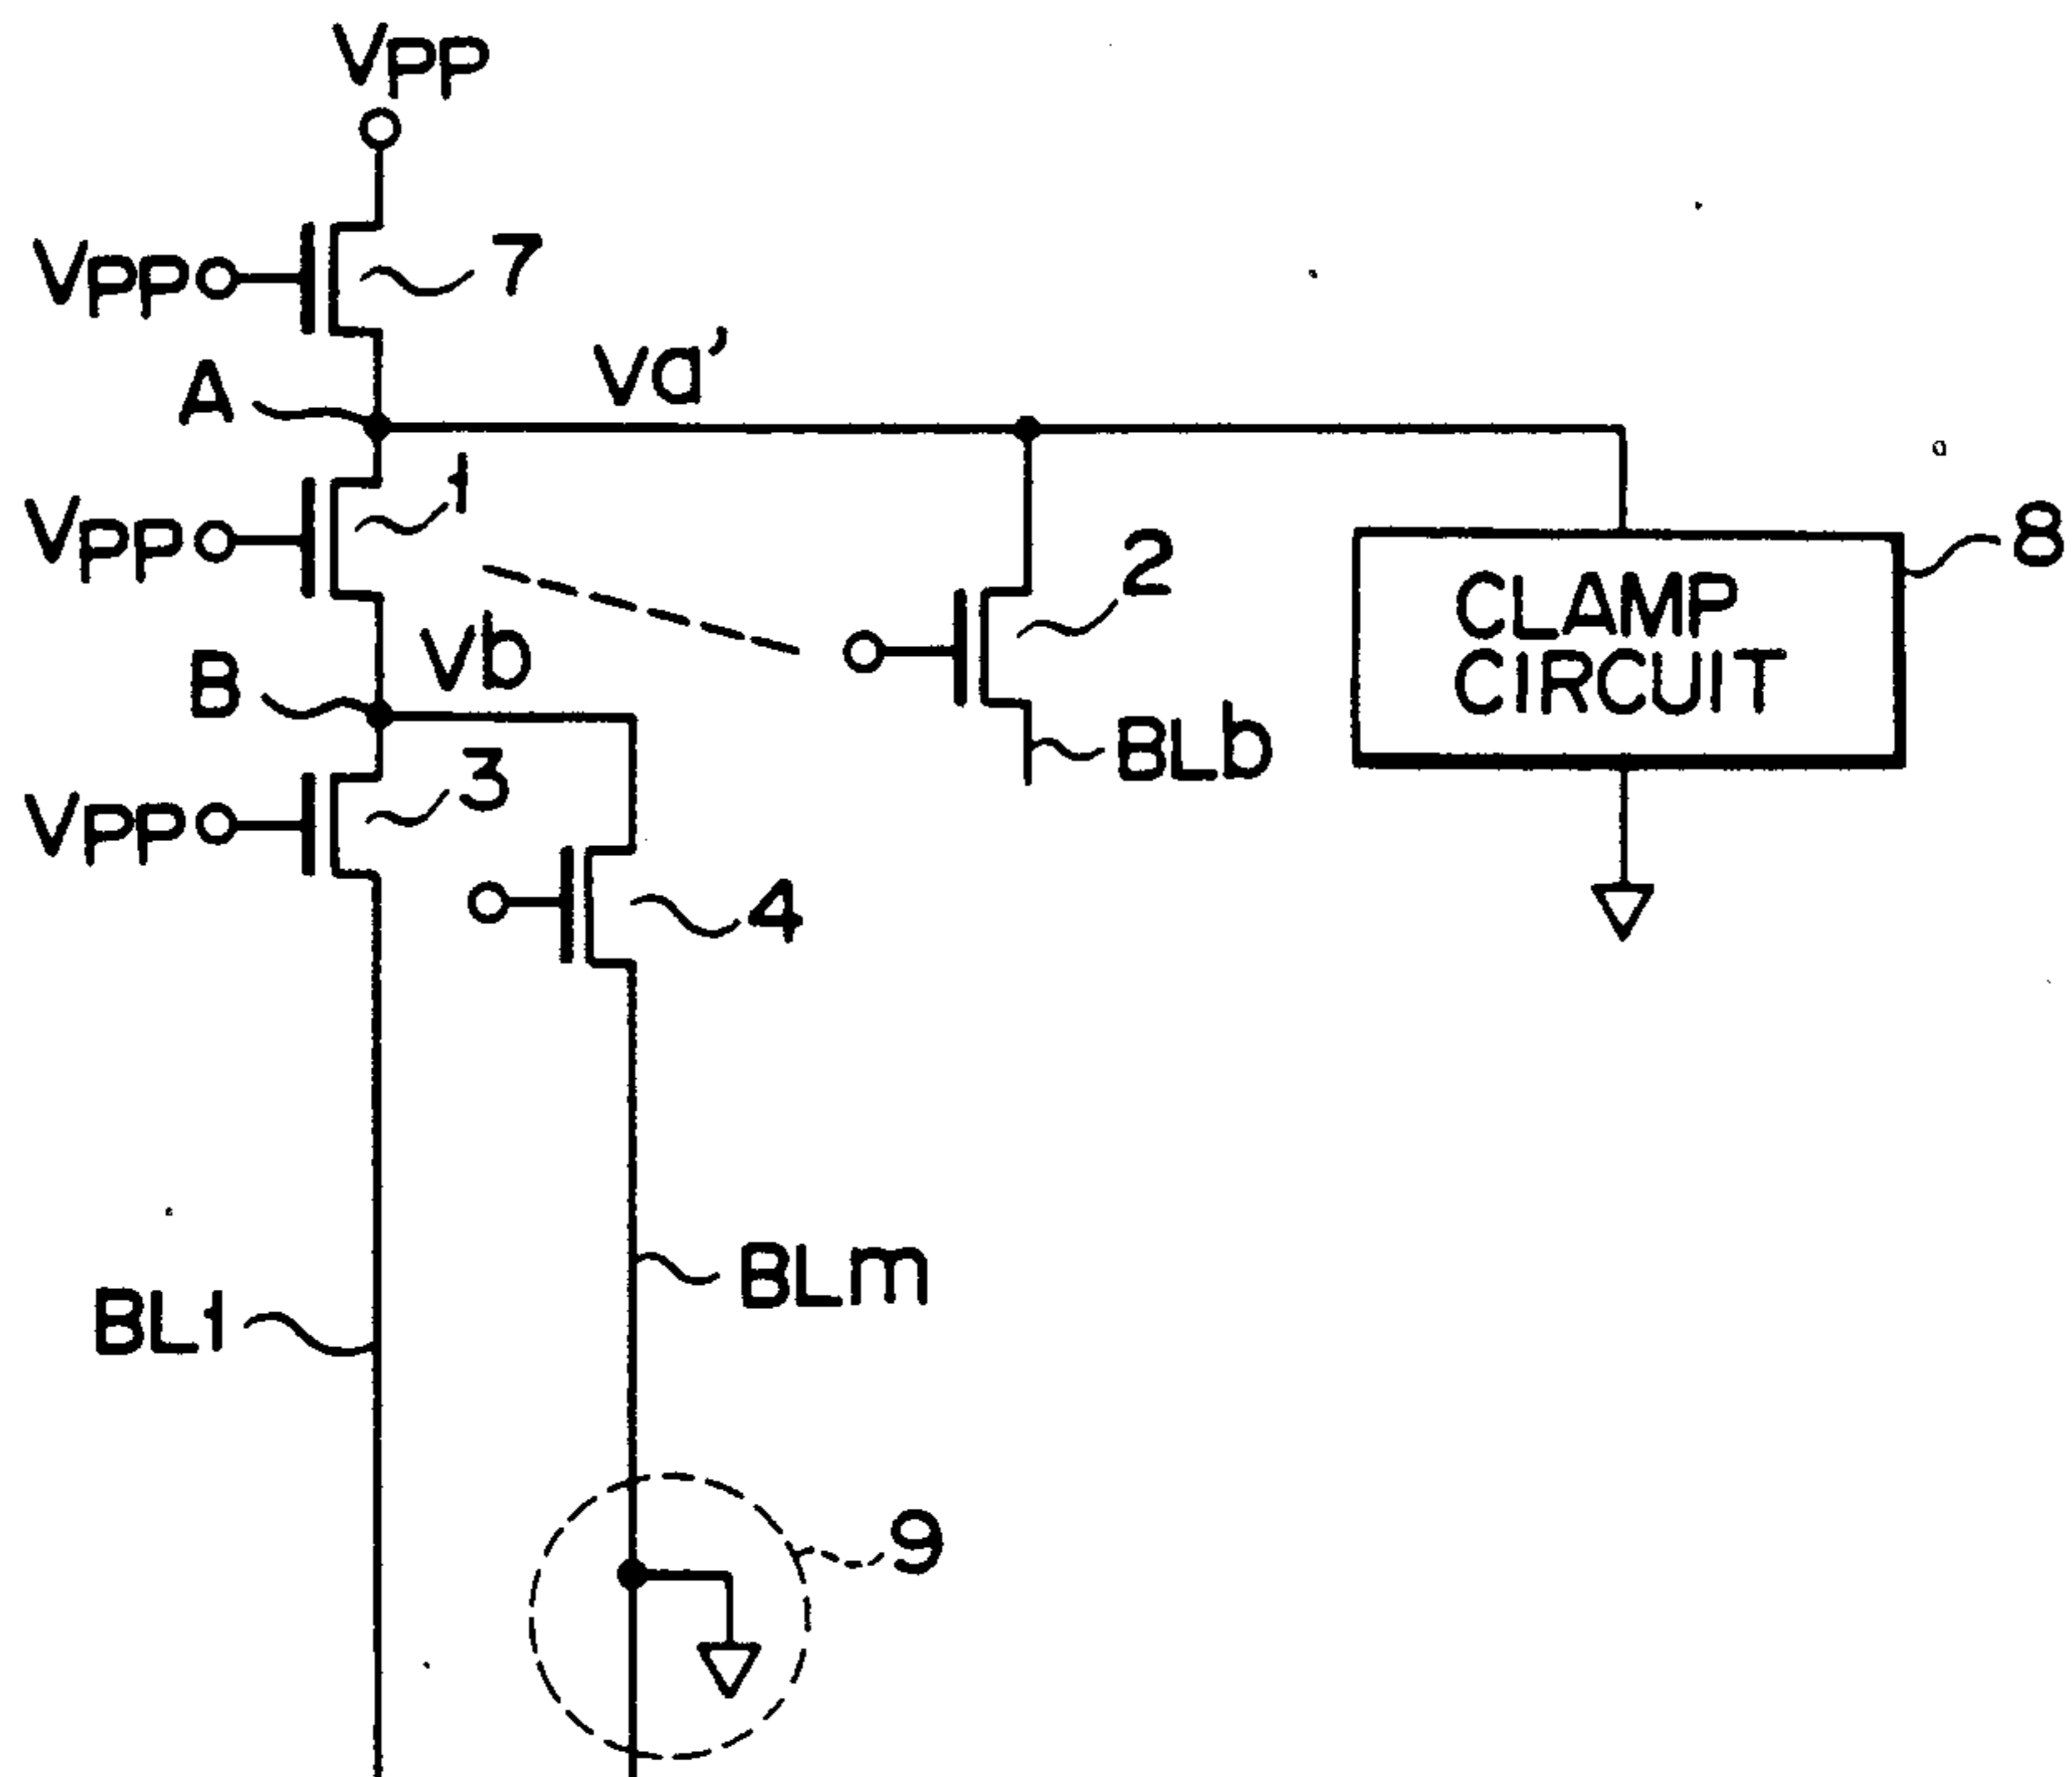 VPP
VPP 7
A Va'
1
VPP 2 8
CLAMP
CIRCUIT
B Vb
BLb
3
VPP
4
BLm
BL1
9